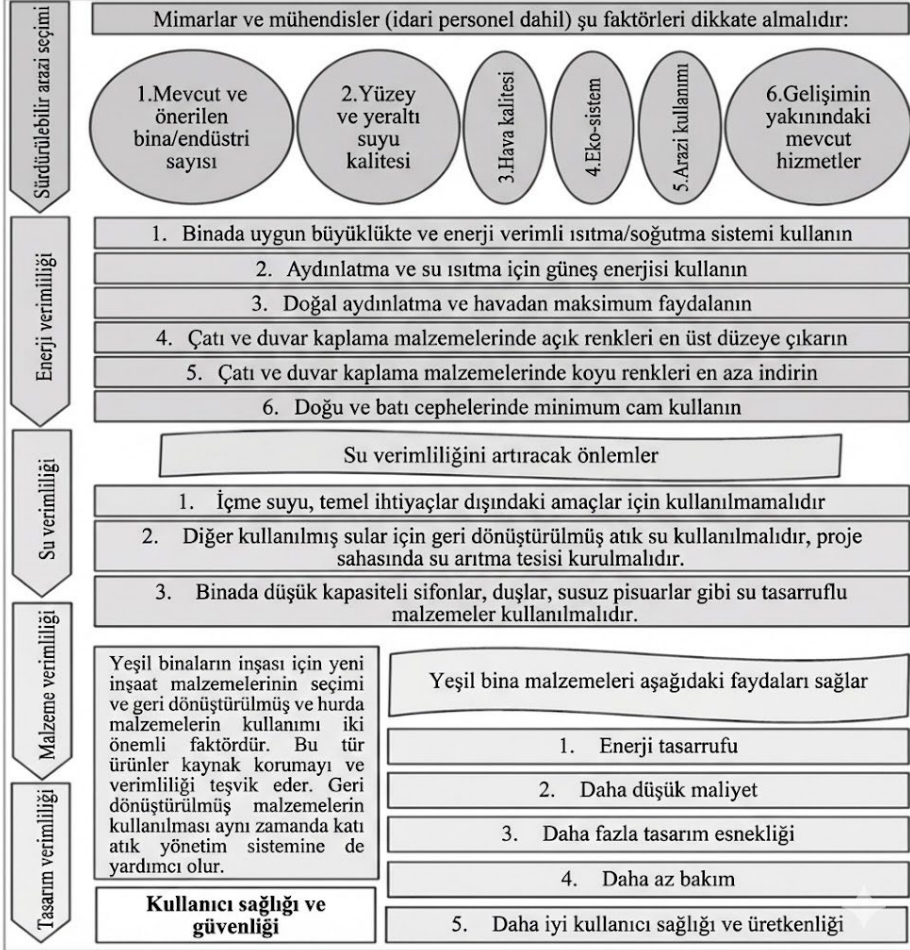 Sürdürülebilir arazi seçimi
Mimarlar ve mühendisler (idari personel dahil) şu faktörleri dikkate almalıdır:
1.Mevcut ve
önerilen
bina/endüstri
sayısı
2.Yüzey
ve yeraltı
suyu
kalitesi
3.Hava kalitesi
4.Eko-sistem
5.Arazi kullanımı
6.Gelişimin
yakınındaki
mevcut
hizmetler
Enerji verimliliği
1. Binada uygun büyüklükte ve enerji verimli ısıtma/soğutma sistemi kullanın
2. Aydınlatma ve su ısıtma için güneş enerjisi kullanın
3. Doğal aydınlatma ve havadan maksimum faydalanın
4. Çatı ve duvar kaplama malzemelerinde açık renkleri en üst düzeye çıkarın
5. Çatı ve duvar kaplama malzemelerinde koyu renkleri en aza indirin
6. Doğu ve batı cephelerinde minimum cam kullanın
Su verimliliği
Su verimliliğini artıracak önlemler
1. İçme suyu, temel ihtiyaçlar dışındaki amaçlar için kullanılmamalıdır
2. Diğer kullanılmış sular için geri dönüştürülmüş atık su kullanılmalıdır, proje
sahasında su arıtma tesisi kurulmalıdır.
3. Binada düşük kapasiteli sifonlar, duşlar, susuz pisuarlar gibi su tasarruflu
malzemeler kullanılmalıdır.
Malzeme verimliliği
Yeşil binaların inşası için yeni
inşaat malzemelerinin seçimi
ve geri dönüştürülmüş ve hurda
malzemelerin kullanımı iki
önemli faktördür. Bu tür
ürünler kaynak korumayı ve
verimliliği teşvik eder. Geri
dönüştürülmüş malzemelerin
kullanılması aynı zamanda katı
atık yönetim sistemine de
yardımcı olur.
Yeşil bina malzemeleri aşağıdaki faydaları sağlar
1. Enerji tasarrufu
2. Daha düşük maliyet
3. Daha fazla tasarım esnekliği
4. Daha az bakım
5. Daha iyi kullanıcı sağlığı ve üretkenliği
Tasarım verimliliği
Kullanıcı sağlığı ve
güvenliği